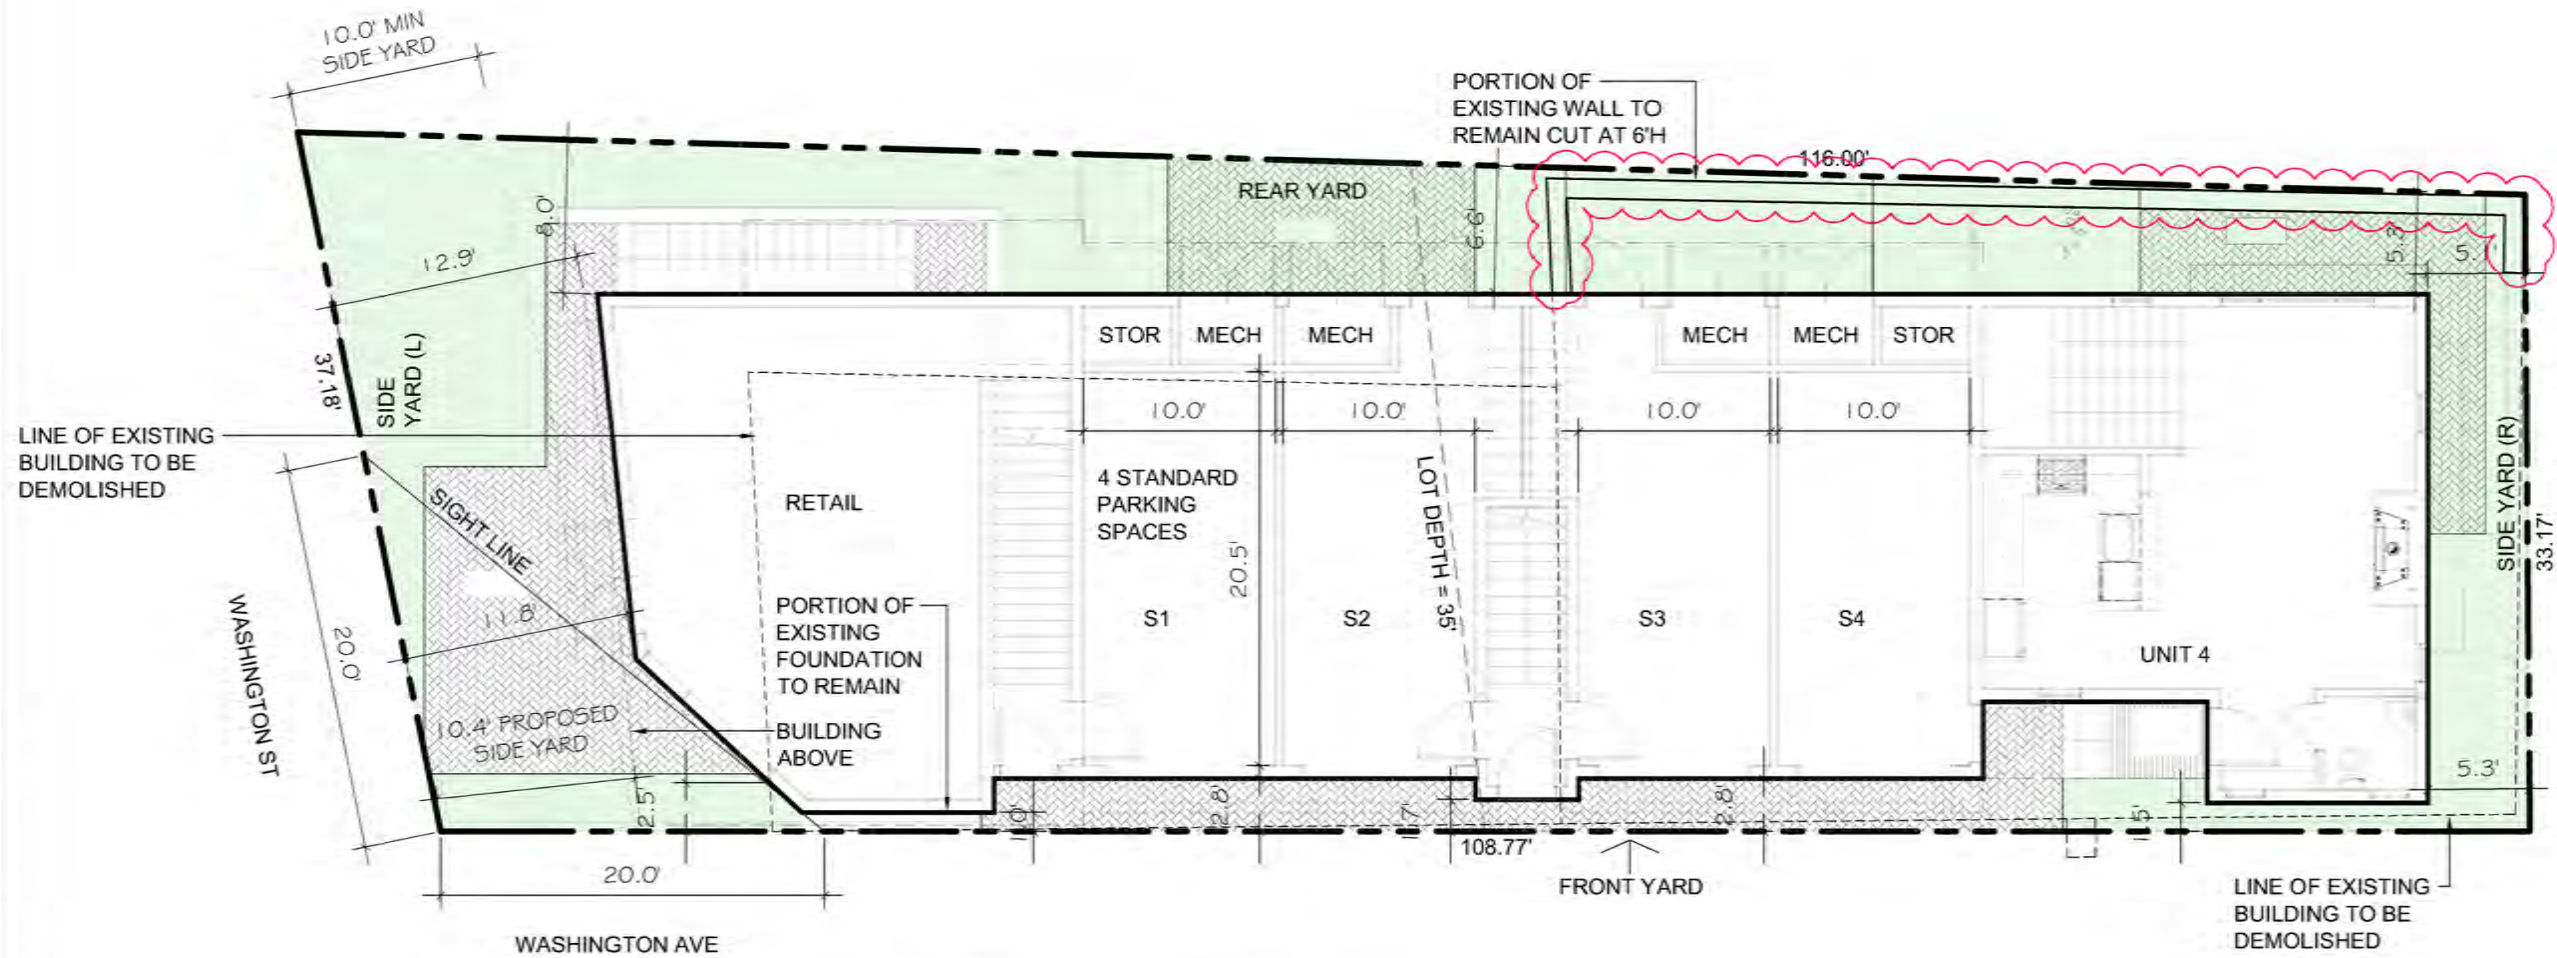 10.0' MIN
SIDE YARD
PORTION OF
EXISTING WALL TO
REMAIN CUT AT 6'H
116.00'
REAR YARD
8.0'
6.6'
5.3'
12.9'
37.18'
SIDE
YARD (L)
STOR
MECH
MECH
MECH
MECH
STOR
10.0'
10.0'
10.0'
10.0'
LINE OF EXISTING
BUILDING TO BE
DEMOLISHED
SIGHT LINE
RETAIL
4 STANDARD
PARKING
SPACES
20.5'
LOT DEPTH = 35'
SIDE YARD (R)
33.17'
WASHINGTON ST
20.0'
11.8'
PORTION OF
EXISTING
FOUNDATION
TO REMAIN
S1
S2
S3
S4
UNIT 4
10.4' PROPOSED
SIDE YARD
BUILDING
ABOVE
2.5'
2.8'
2.8'
5.3'
108.77'
20.0'
FRONT YARD
LINE OF EXISTING
BUILDING TO BE
DEMOLISHED
WASHINGTON AVE